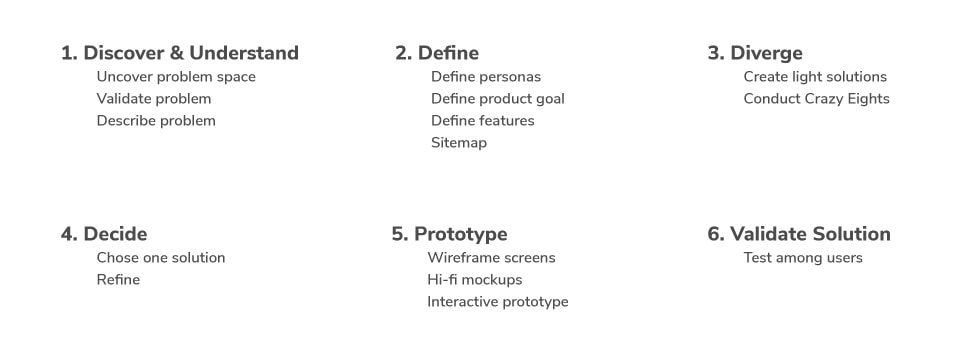 1. Discover & Understand
Uncover problem space
Validate problem
Describe problem
2. Define
Define personas
Define product goal
Define features
Sitemap
3. Diverge
Create light solutions
Conduct Crazy Eights
4. Decide
Chose one solution
Refine
5. Prototype
Wireframe screens
Hi-fi mockups
Interactive prototype
6. Validate Solution
Test among users